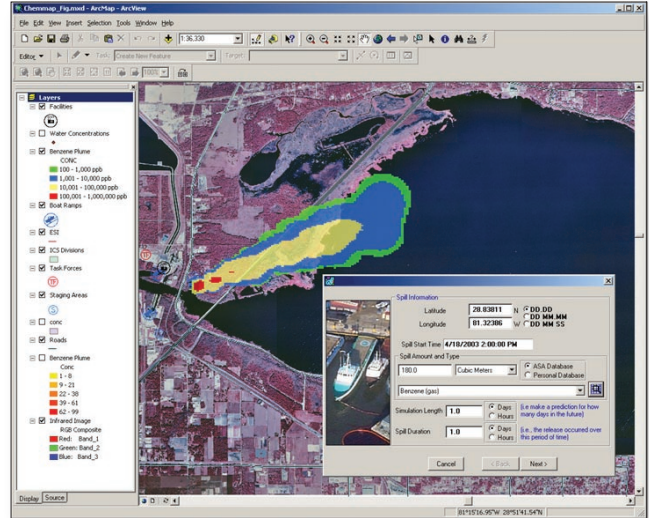 Chemmap_Fig.mxd - ArcMap - ArcView
File Edit View Insert Selection Tools Window Help
1:36.330
Editor Task: Create New Feature Target:
100%
Layers
Facilities
Water Concentrations
Benzene Plume
CONC
100 - 1,000 ppb
1,001 - 10,000 ppb
10,001 - 100,000 ppb
100,001 - 1,000,000 ppb
Boat Ramps
ESI
ICS Divisions
Task Forces
TF
Staging Areas
S
conc
Roads
Benzene Plume
Conc
1 - 8
9 - 21
22 - 38
39 - 61
62 - 99
Infrared Image
RGB Composite
Red: Band_1
Green: Band_2
Blue: Band_3
Display Source
TF
TF
Spill Information
Latitude 28.83811 N DD.DD
DD MM.MM
Longitude 81.32386 W DD MM SS
Spill Start Time 4/10/2003 2:00:00 PM
Spill Amount and Type
180.0 Cubic Meters ASA Database
Personal Database
Benzene (gas)
Simulation Length 1.0 Days (i.e make a prediction for how
Hours many days in the future)
Spill Duration 1.0 Days (i.e., the release occurred over
Hours this period of time)
Cancel < Back Next >
81°15'16.95"W 28°51'41.54"N